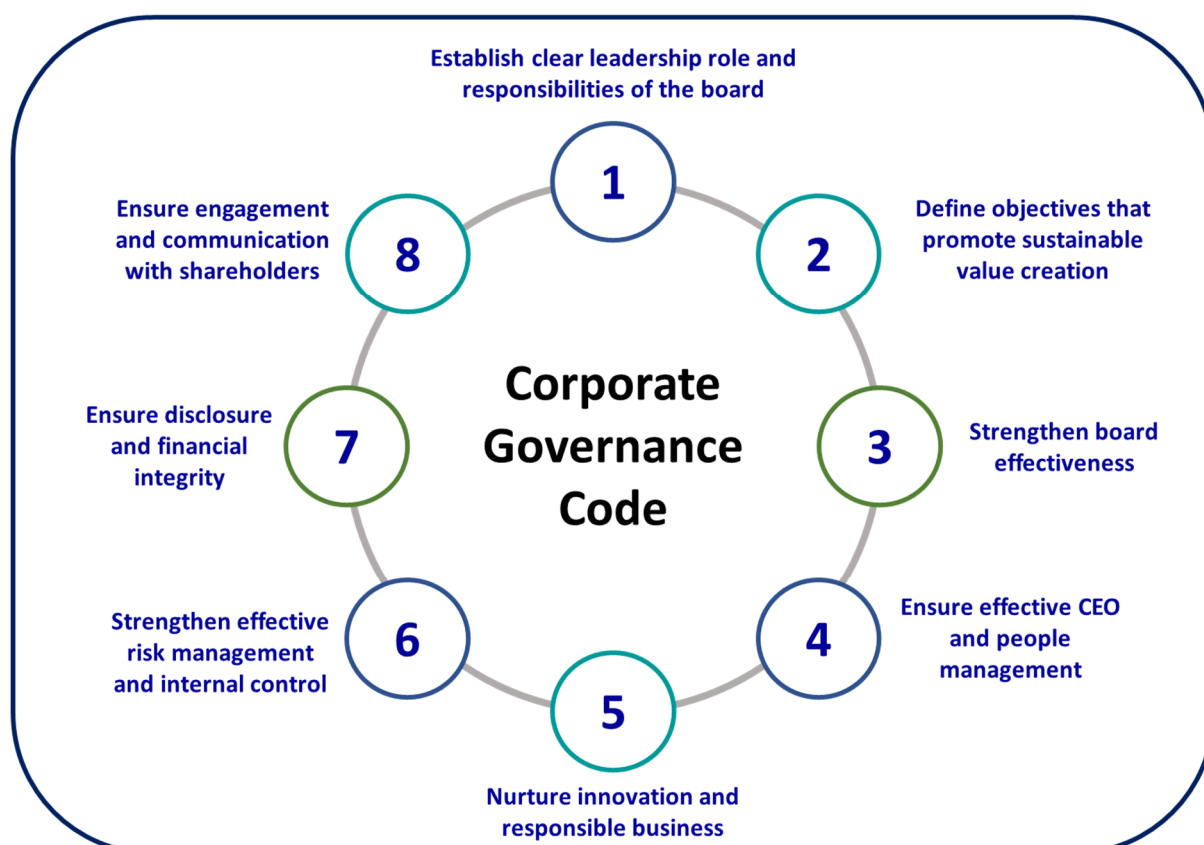 Establish clear leadership role and
responsibilities of the board
1
2
Define objectives that
promote sustainable
value creation
3
Strengthen board
effectiveness
4
Ensure effective CEO
and people
management
5
Nurture innovation and
responsible business
6
Strengthen effective
risk management
and internal control
7
Ensure disclosure
and financial
integrity
8
Ensure engagement
and communication
with shareholders
Corporate
Governance
Code